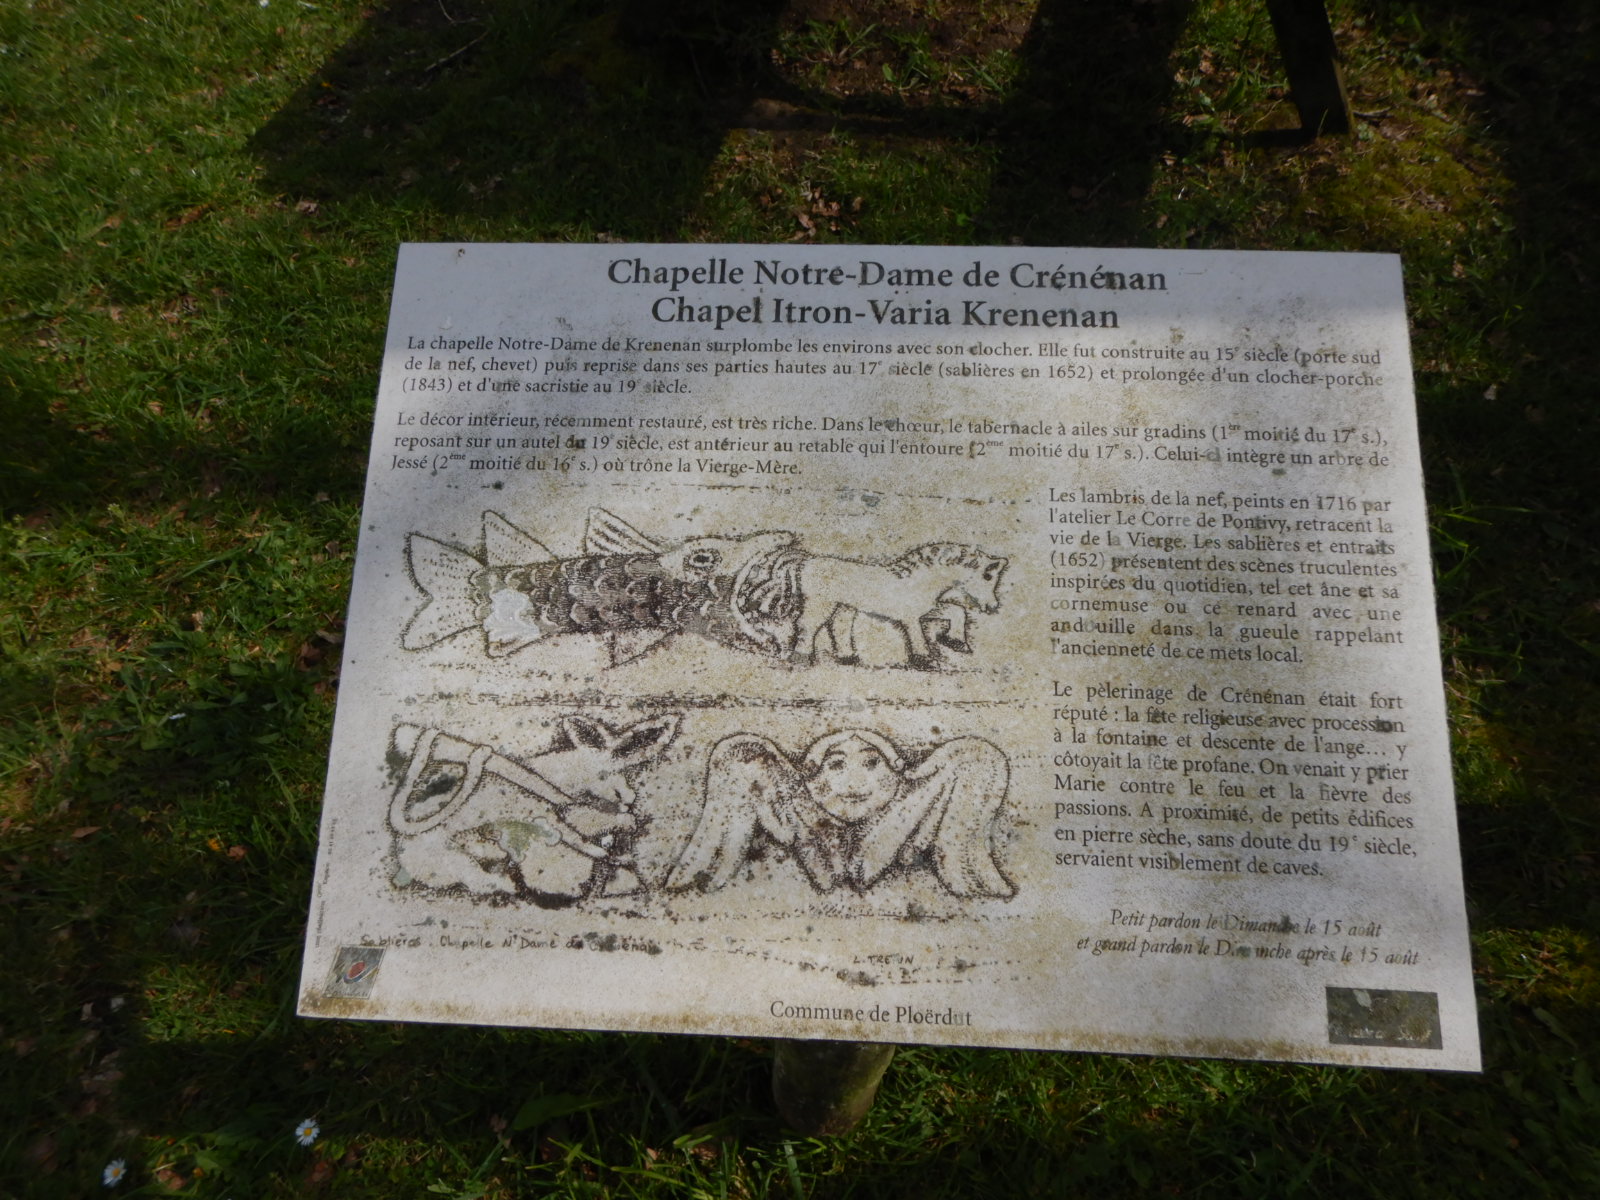 Chapelle Notre-Dame de Crénénan
Chapel Itron-Varia Krenenan
La chapelle Notre-Dame de Krenenan surplombe les environs avec son clocher. Elle fut construite au 15e siècle (porte sud
de la nef, chevet) puis reprise dans ses parties hautes au 17e siècle (sablières en 1652) et prolongée d'un clocher-porche
(1843) et d'une sacristie au 19e siècle.
Le décor intérieur, récemment restauré, est très riche. Dans le chœur, le tabernacle à ailes sur gradins (1ère moitié du 17e s.),
reposant sur un autel du 19e siècle, est antérieur au retable qui l'entoure (2ème moitié du 17e s.). Celui-ci intègre un arbre de
Jessé (2ème moitié du 16e s.) où trône la Vierge-Mère.
Les lambris de la nef, peints en 1716 par
l'atelier Le Corre de Pontivy, retracent la
vie de la Vierge. Les sablières et entraits
(1652) présentent des scènes truculentes
inspirées du quotidien, tel cet âne et sa
cornemuse ou ce renard avec une
andouille dans la gueule rappelant
l'ancienneté de ce mets local.
Le pèlerinage de Crénénan était fort
réputé : la fête religieuse avec procession
à la fontaine et descente de l'ange... y
côtoyait la fête profane. On venait y prier
Marie contre le feu et la fièvre des
passions. A proximité, de petits édifices
en pierre sèche, sans doute du 19e siècle,
servaient visiblement de caves.
Petit pardon le Dimanche le 15 août
et grand pardon le Dimanche après le 15 août
Sablières . Chapelle N° Dame de Crénénan
Commune de Ploërdut